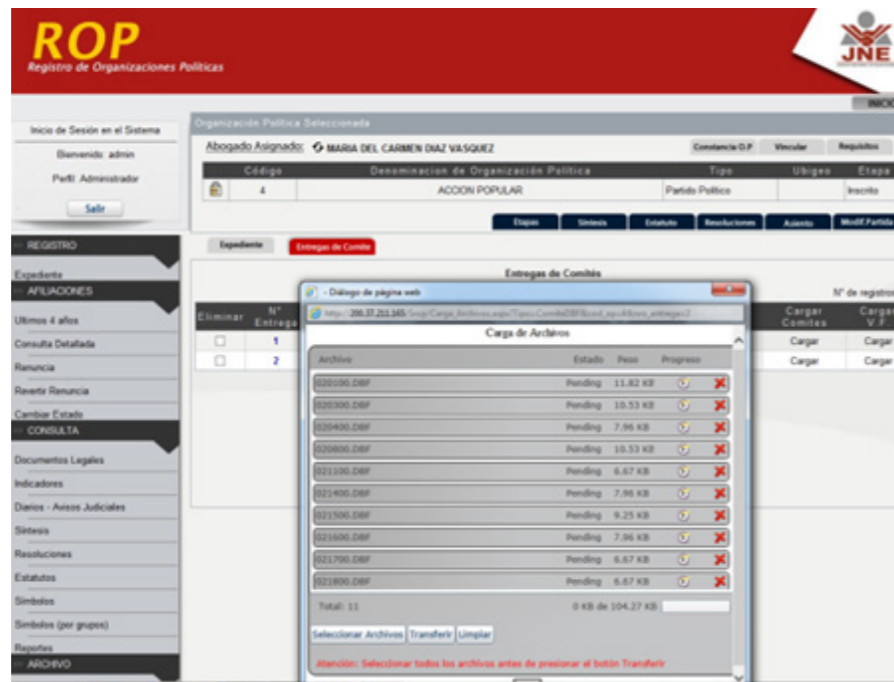 ROP
Registro de Organizaciones Políticas
JNE
INICIO
Inicio de Sesión en el Sistema
Bienvenido: admin
Perfil: Administrador
Salir
REGISTRO
Expediente
AFILIACIONES
Ultimos 4 años
Consulta Detallada
Renuncia
Revertir Renuncia
Cambiar Estado
CONSULTA
Documentos Legales
Indicadores
Diarios - Avisos Judiciales
Síntesis
Resoluciones
Estatutos
Simbolos
Simbolos (por grupos)
Reportes
ARCHIVO
Organización Política Seleccionada
Abogado Asignado: MARIA DEL CARMEN DIAZ VASQUEZ
Constancia O.P Vincular Requisitos
Código Denominacion de Organización Política Tipo Ubigeo Etapa
4 ACCION POPULAR Partido Político Inscrito
Etapas Síntesis Estatuto Resoluciones Asiento Modif.Partida
Expediente Entregas de Comite
Entregas de Comités
N° de registros
Eliminar N° Entrega Cargar Comites Cargar V.F
1 Cargar Cargar
2 Cargar Cargar
- Diálogo de página web
Carga de Archivos
Archivo Estado Peso Progreso
020100.DBF Pending 11.82 KB
020300.DBF Pending 10.53 KB
020400.DBF Pending 7.96 KB
020800.DBF Pending 10.53 KB
021100.DBF Pending 6.67 KB
021400.DBF Pending 7.96 KB
021500.DBF Pending 9.25 KB
021600.DBF Pending 7.96 KB
021700.DBF Pending 6.67 KB
021800.DBF Pending 6.67 KB
Total: 11 0 KB de 104.27 KB
Seleccionar Archivos Transferir Limpiar
Atención: Seleccionar todos los archivos antes de presionar el botón Transferir